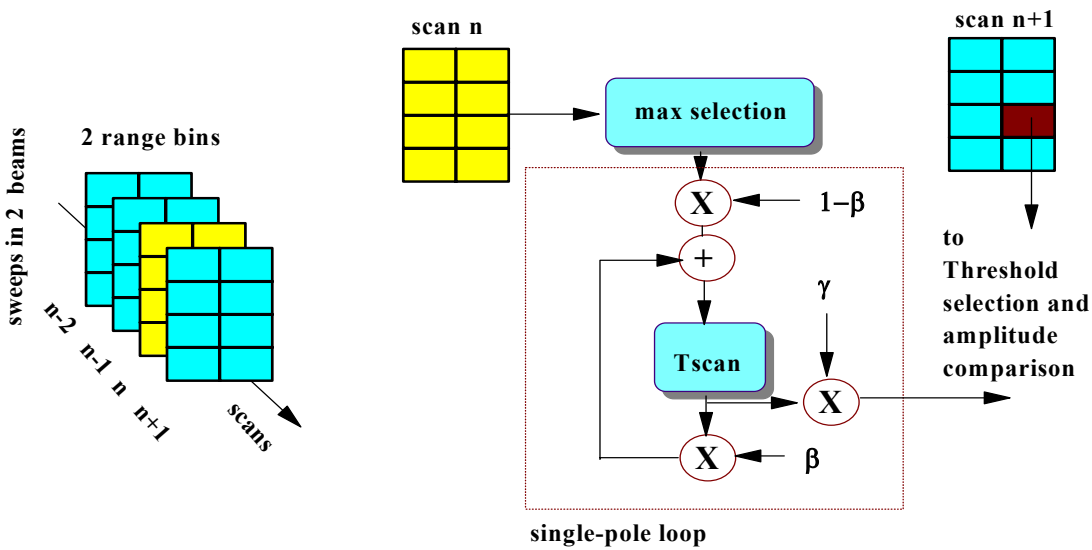 scan n
scan n+1
2 range bins
sweeps in 2 beams
max selection
X
1−β
+
γ
Tscan
X
X
β
n-2
n-1
n
n+1
scans
to
Threshold
selection and
amplitude
comparison
single-pole loop